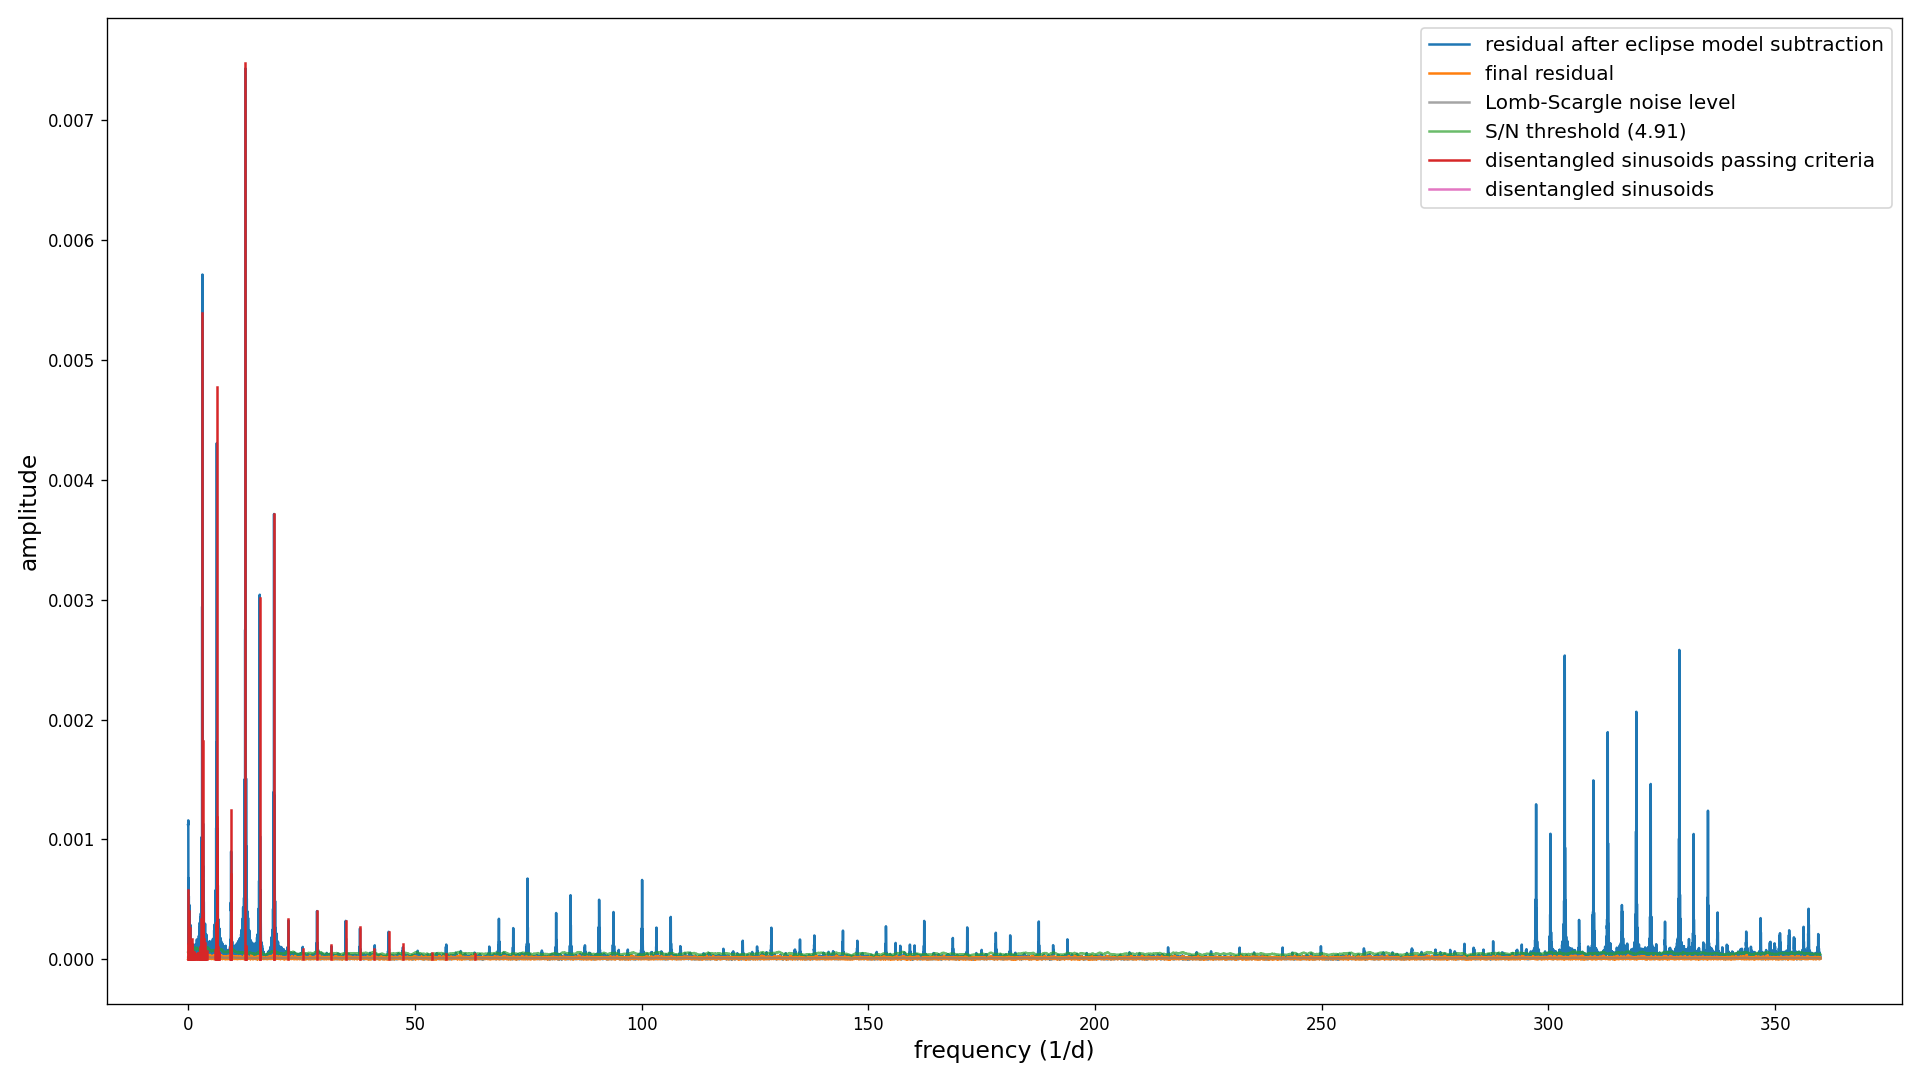 residual after eclipse model subtraction
final residual
Lomb-Scargle noise level
S/N threshold (4.91)
disentangled sinusoids passing criteria
disentangled sinusoids
0.007
0.006
0.005
0.004
0.003
0.002
0.001
0.000
amplitude
0 50 100 150 200 250 300 350
frequency (1/d)